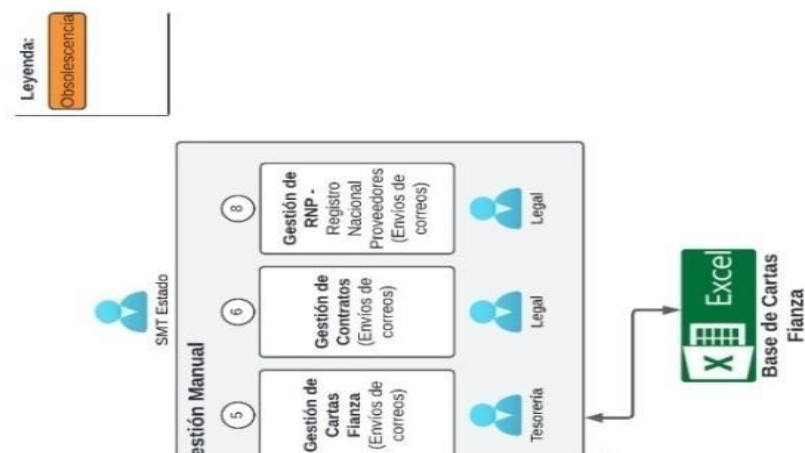 Leyenda:
Obsolescencia
SMT Estado
estión Manual
5
Gestión de
Cartas
Fianza
(Envíos de
correos)
Tesorería
6
Gestión de
Contratos
(Envíos de
correos)
Legal
8
Gestión de
RNP -
Registro
Nacional
Proveedores
(Envíos de
correos)
Legal
X
Excel
Base de Cartas
Fianza